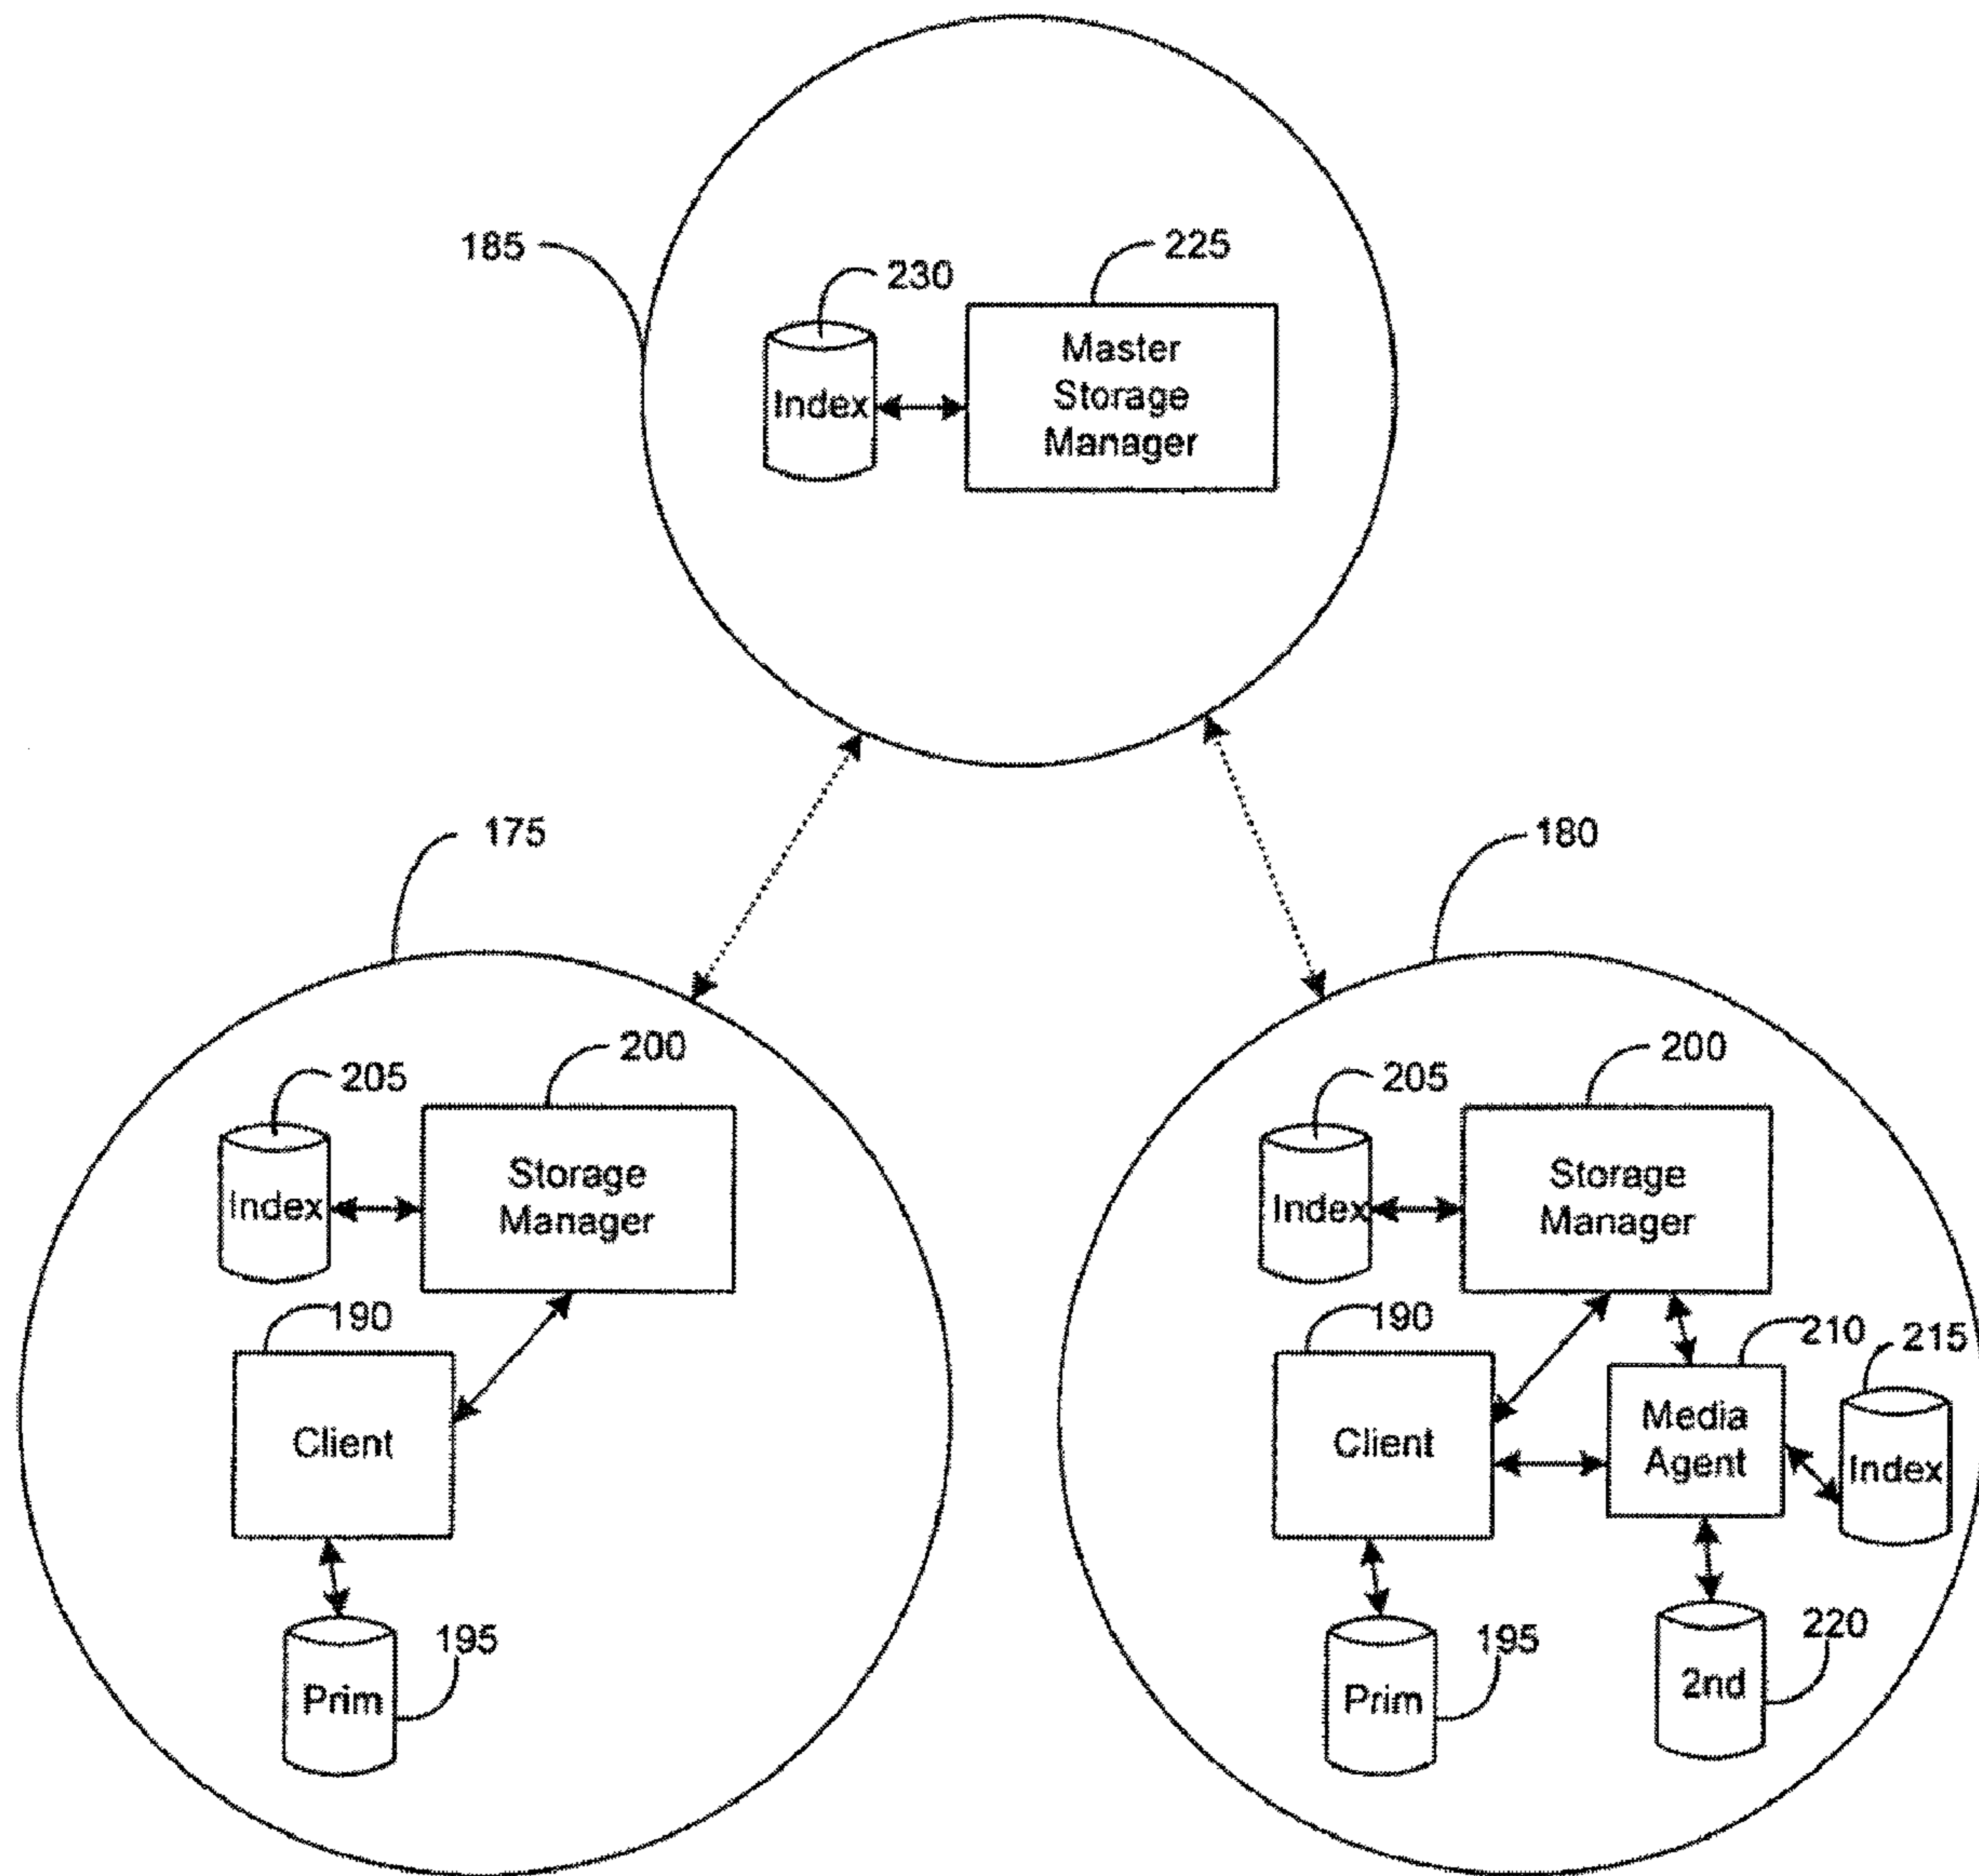 185
230
225
Index
Master
Storage
Manager
175
180
205
200
Index
Storage
Manager
190
Client
195
Prim
205
200
Index
Storage
Manager
190
210
215
Client
Media
Agent
Index
195
220
Prim
2nd